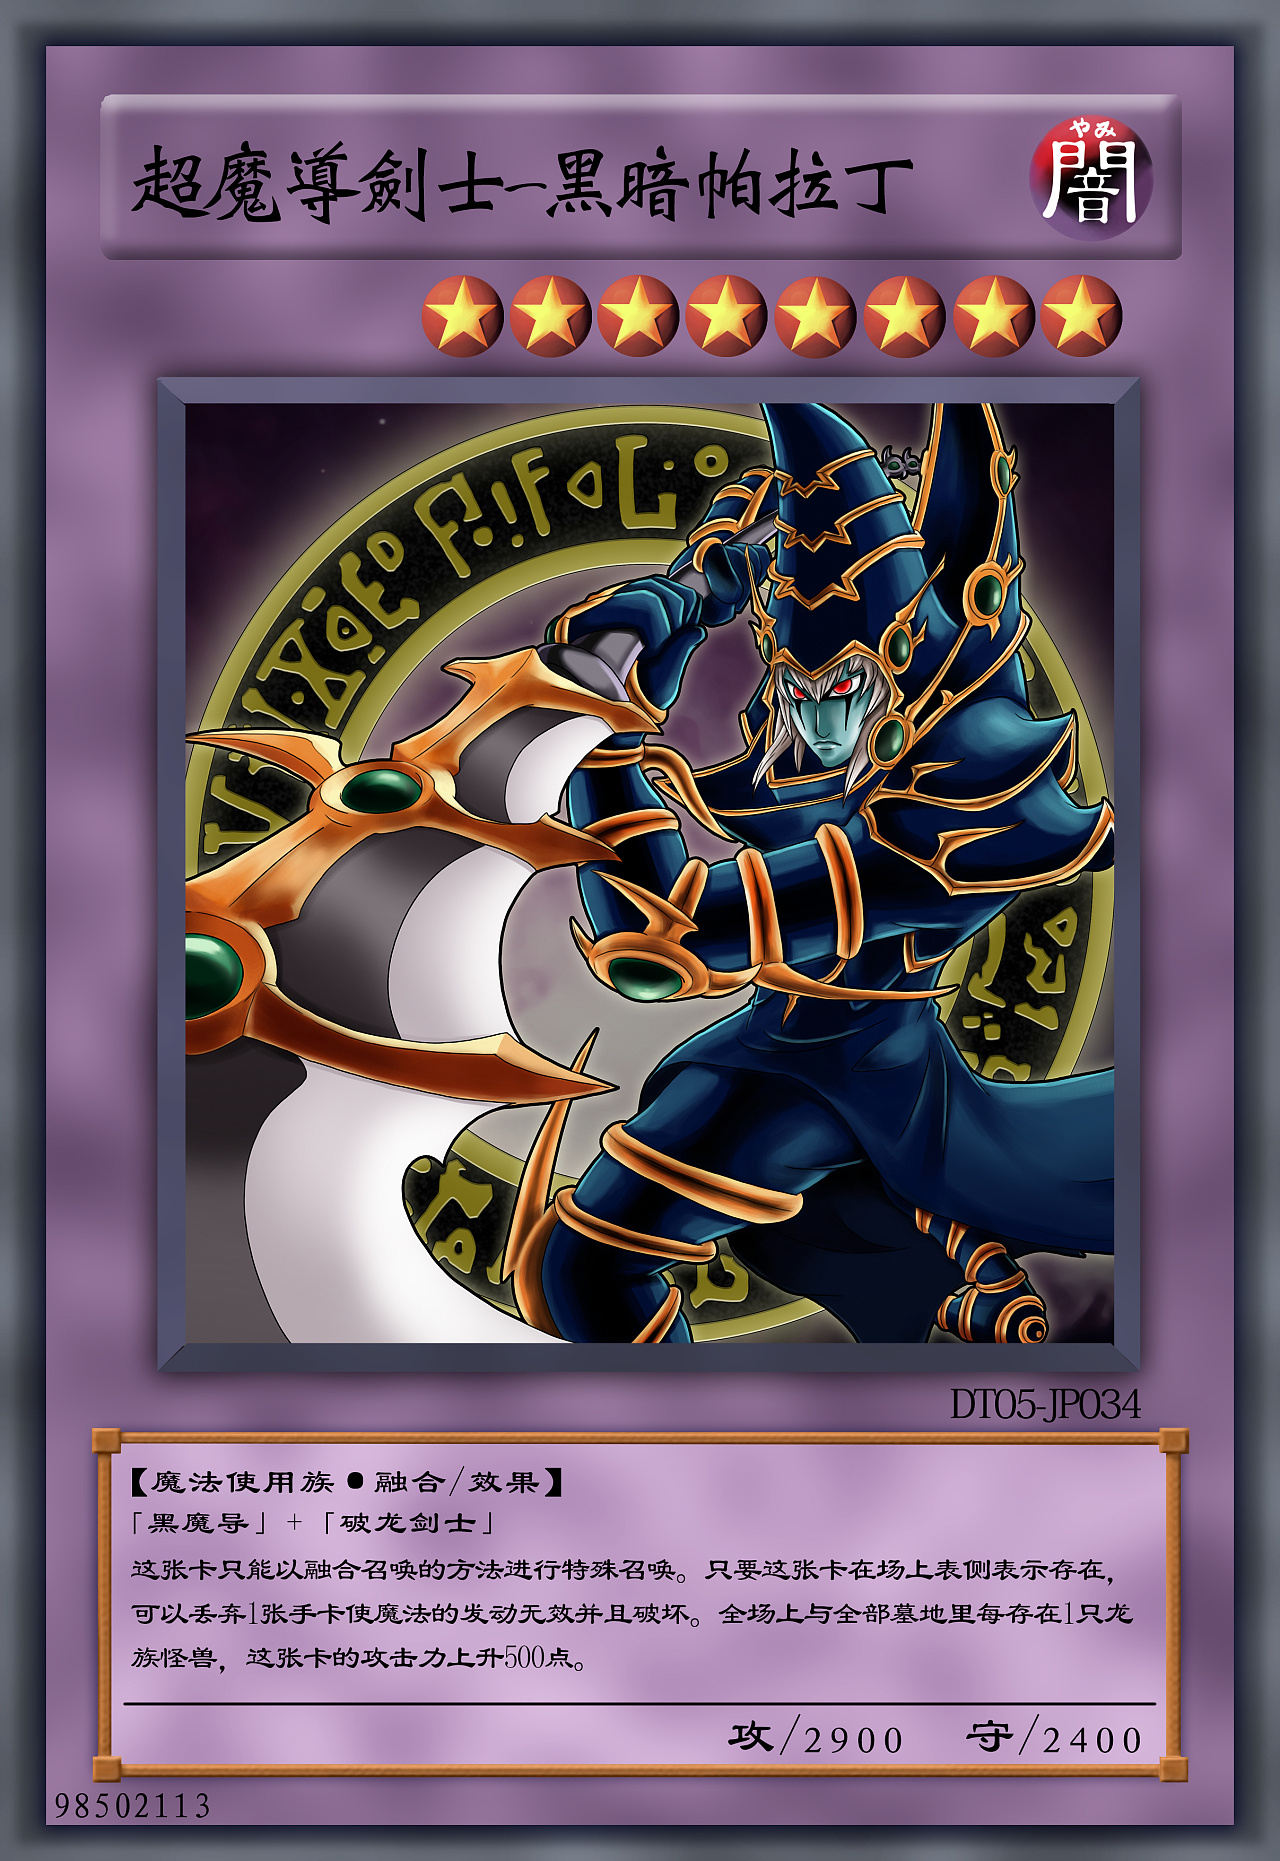 超魔導劍士-黑暗帕拉丁
やみ
闇
DT05-JP034
【魔法使用族●融合/效果】
「黑魔导」+「破龙剑士」
这张卡只能以融合召唤的方法进行特殊召唤。只要这张卡在场上表侧表示存在，
可以丢弃1张手卡使魔法的发动无效并且破坏。全场上与全部墓地里每存在1只龙
族怪兽，这张卡的攻击力上升500点。
攻/2900 守/2400
98502113